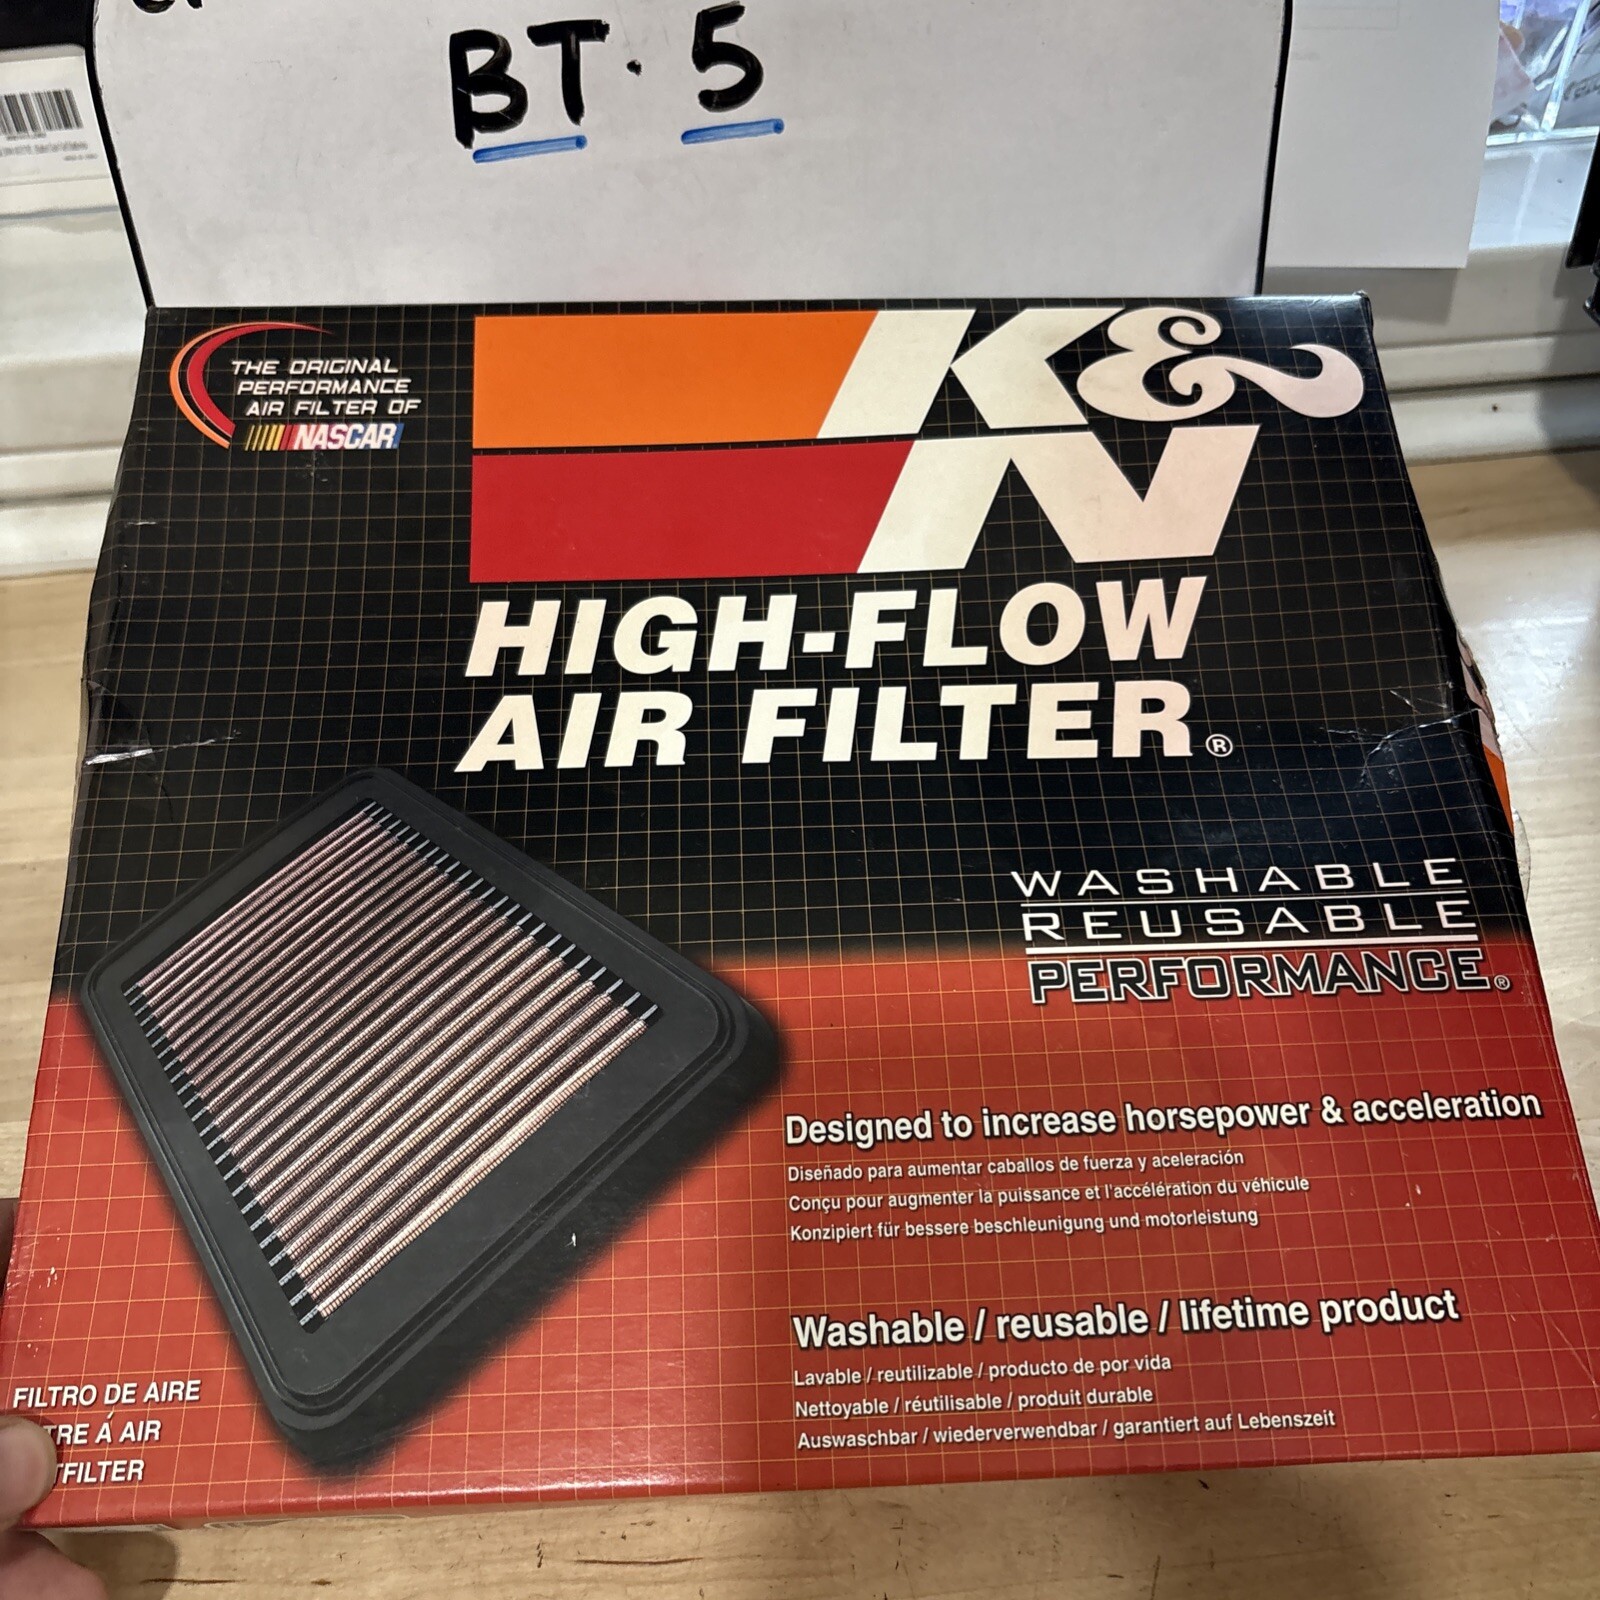 BT. 5
THE ORIGINAL
PERFORMANCE
AIR FILTER OF
NASCAR
K&
N
HIGH-FLOW
AIR FILTER®
WASHABLE
REUSABLE
PERFORMANCE®
Designed to increase horsepower & acceleration
Diseñado para aumentar caballos de fuerza y aceleración
Conçu pour augmenter la puissance et l'accélération du véhicule
Konzipiert für bessere beschleunigung und motorleistung
Washable / reusable / lifetime product
Lavable / reutilizable / producto de por vida
Nettoyable / réutilisable / produit durable
Auswaschbar / wiederverwendbar / garantiert auf Lebenszeit
FILTRO DE AIRE
TRE Á AIR
TFILTER